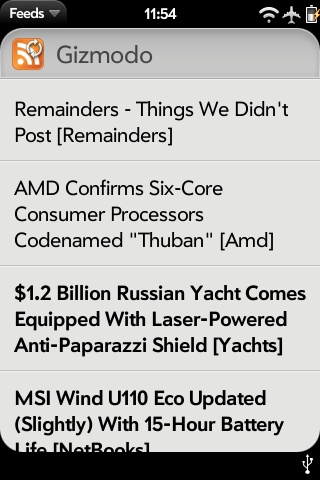 Feeds
11:54
Gizmodo
Remainders - Things We Didn't
Post [Remainders]
AMD Confirms Six-Core
Consumer Processors
Codenamed "Thuban" [Amd]
$1.2 Billion Russian Yacht Comes
Equipped With Laser-Powered
Anti-Paparazzi Shield [Yachts]
MSI Wind U110 Eco Updated
(Slightly) With 15-Hour Battery
Life [NetBooks]